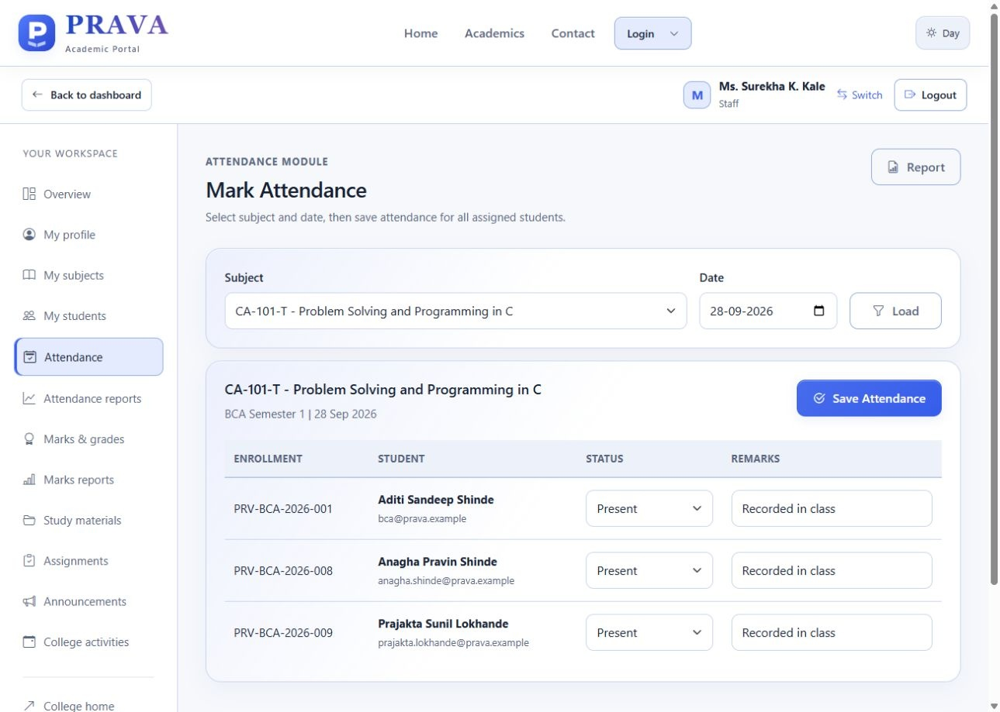 PRAVA
Academic Portal
Home Academics Contact Login Day
Back to dashboard
M
Ms. Surekha K. Kale
Staff
Switch
Logout
YOUR WORKSPACE
Overview
My profile
My subjects
My students
Attendance
Attendance reports
Marks & grades
Marks reports
Study materials
Assignments
Announcements
College activities
College home
ATTENDANCE MODULE
Mark Attendance
Select subject and date, then save attendance for all assigned students.
Report
Subject Date
CA-101-T - Problem Solving and Programming in C 28-09-2026 Load
CA-101-T - Problem Solving and Programming in C
BCA Semester 1 | 28 Sep 2026
Save Attendance
ENROLLMENT STUDENT STATUS REMARKS
PRV-BCA-2026-001 Aditi Sandeep Shinde Present Recorded in class
bca@prava.example
PRV-BCA-2026-008 Anagha Pravin Shinde Present Recorded in class
anagha.shinde@prava.example
PRV-BCA-2026-009 Prajakta Sunil Lokhande Present Recorded in class
prajakta.lokhande@prava.example